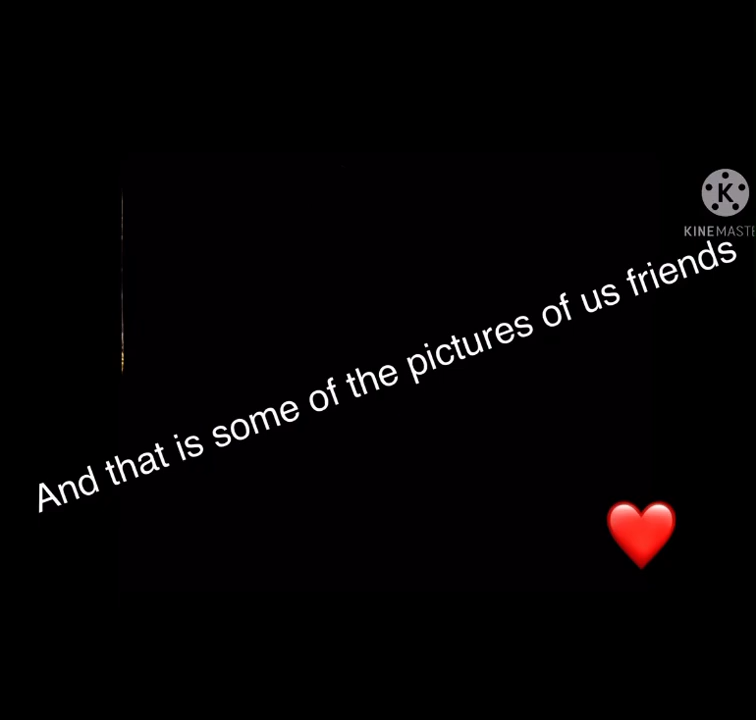 K
KINEMASTE
And that is some of the pictures of us friends